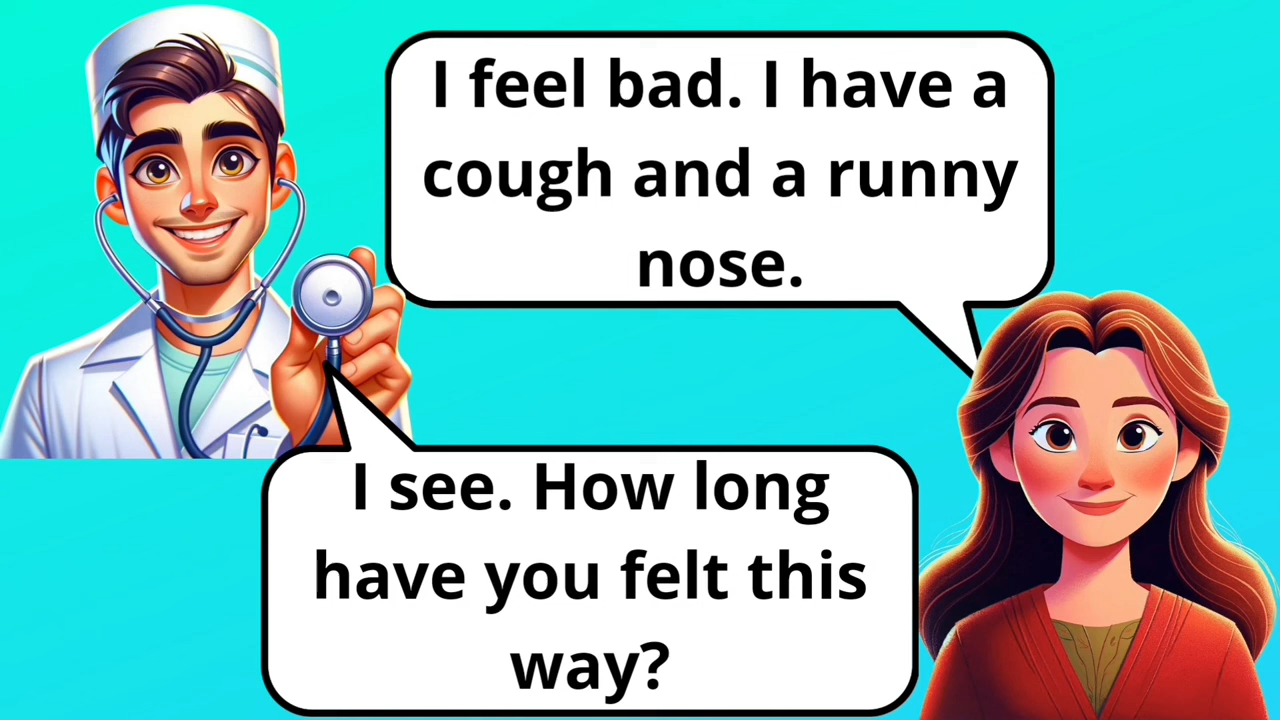 I feel bad. I have a
cough and a runny
nose.
I see. How long
have you felt this
way?